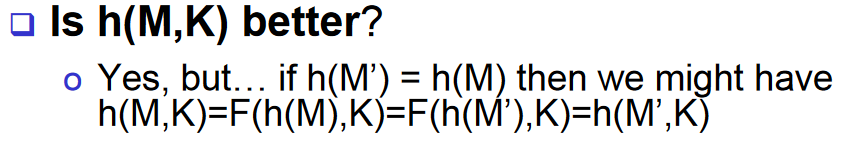 Is h(M,K) better?
Yes, but… if h(M’) = h(M) then we might have
h(M,K)=F(h(M),K)=F(h(M’),K)=h(M’,K)